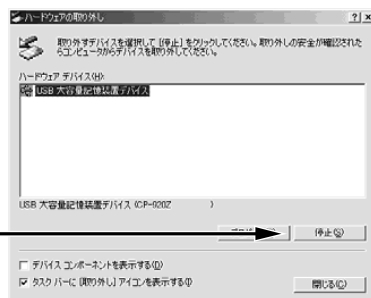 ハードウェアの取り外し
取り外すデバイスを選択して [停止] をクリックしてください。取り外しの安全が確認された
らコンピュータからデバイスを取り外してください。
ハードウェア デバイス(H):
USB 大容量記憶装置デバイス
USB 大容量記憶装置デバイス (CP-920Z )
停止(S)
デバイス コンポーネントを表示する(D)
タスク バーに [取り外し] アイコンを表示する(T)
閉じる(C)